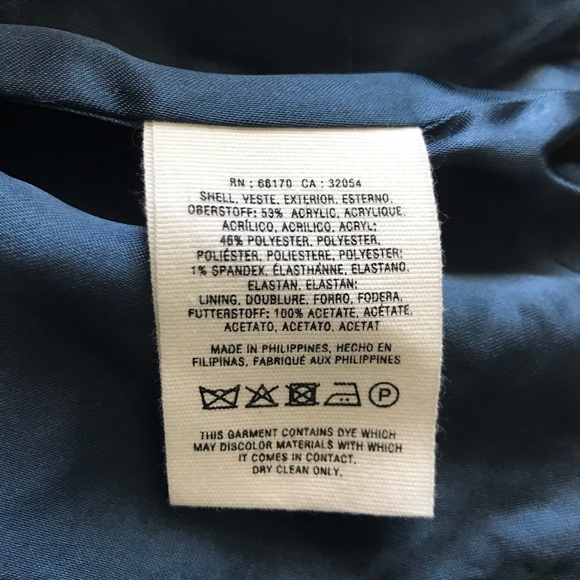 RN : 66170 CA : 32054
SHELL, VESTE, EXTERIOR, ESTERNO,
OBERSTOFF: 53% ACRYLIC, ACRYLIQUE,
ACRÍLICO, ACRILICO, ACRYL;
46% POLYESTER, POLYESTER,
POLIÉSTER, POLIESTERE, POLYESTER;
1% SPANDEX, ÉLASTHANNE, ELASTANO,
ELASTAN, ELASTAN;
LINING, DOUBLURE, FORRO, FODERA,
FUTTERSTOFF: 100% ACETATE, ACÉTATE,
ACETATO, ACETATO, ACETAT
MADE IN PHILIPPINES, HECHO EN
FILIPINAS, FABRIQUÉ AUX PHILIPPINES
P
THIS GARMENT CONTAINS DYE WHICH
MAY DISCOLOR MATERIALS WITH WHICH
IT COMES IN CONTACT.
DRY CLEAN ONLY.